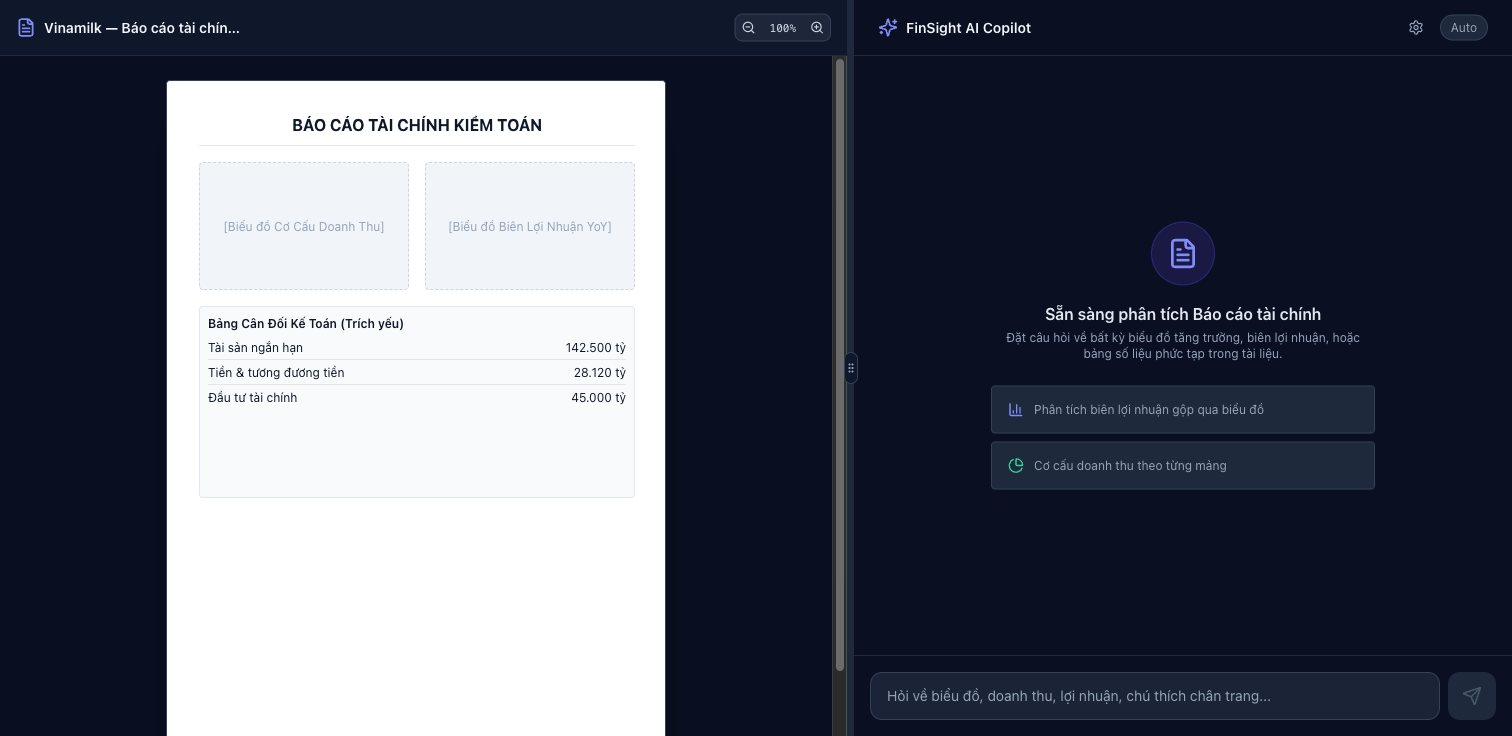 Vinamilk — Báo cáo tài chín...
100%
BÁO CÁO TÀI CHÍNH KIỂM TOÁN
[Biểu đồ Cơ Cấu Doanh Thu]
[Biểu đồ Biên Lợi Nhuận YoY]
Bảng Cân Đối Kế Toán (Trích yếu)
Tài sản ngắn hạn 142.500 tỷ
Tiền & tương đương tiền 28.120 tỷ
Đầu tư tài chính 45.000 tỷ
FinSight AI Copilot
Auto
Sẵn sàng phân tích Báo cáo tài chính
Đặt câu hỏi về bất kỳ biểu đồ tăng trưởng, biên lợi nhuận, hoặc
bảng số liệu phức tạp trong tài liệu.
Phân tích biên lợi nhuận gộp qua biểu đồ
Cơ cấu doanh thu theo từng mảng
Hỏi về biểu đồ, doanh thu, lợi nhuận, chú thích chân trang...